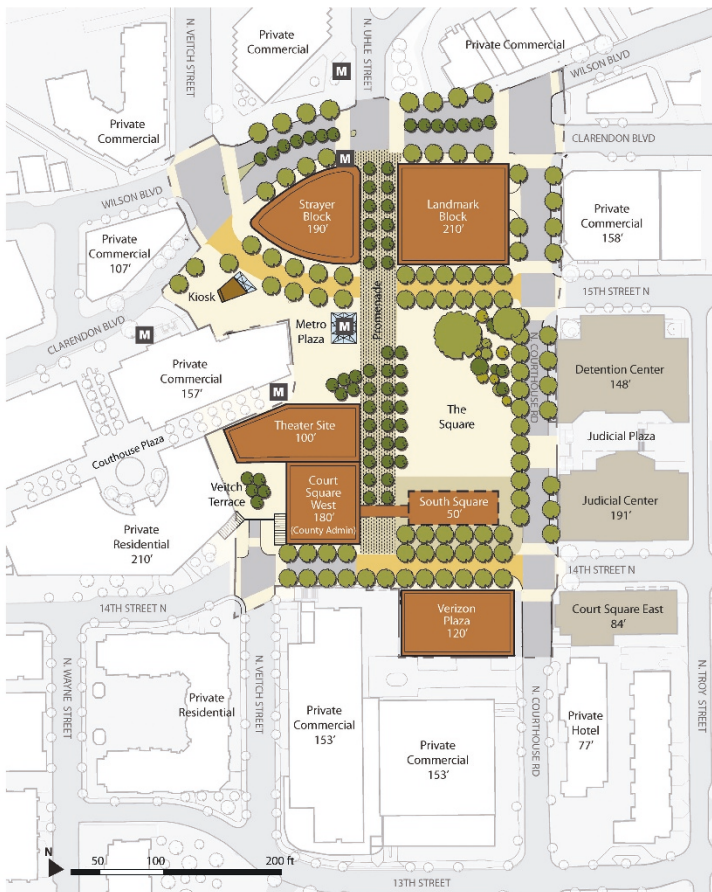 N. VEITCH STREET
Private
Commercial
N. UHLE
STREET
Private Commercial
M
WILSON BLVD
Private
Commercial
CLARENDON BLVD
M
WILSON BLVD
Strayer
Block
190'
Landmark
Block
210'
Private
Commercial
158'
Private
Commercial
107'
Promenade
15TH STREET N
Kiosk
CLARENDON BLVD
M
Metro
Plaza
M
N. COURTHOUSE
RD
Private
Commercial
157'
Detention Center
148'
M
The
Square
Judicial Plaza
Theater Site
100'
Couthouse Plaza
Veitch
Terrace
Court
Square
West
180'
(County Admin)
South Square
50'
Judicial Center
191'
Private
Residential
210'
14TH STREET N
14TH STREET N
Verizon
Plaza
120'
Court Square East
84'
N. WAYNE
STREET
N. VEITCH
STREET
Private
Residential
N. COURTHOUSE RD
N. TROY STREET
Private
Commercial
153'
Private
Commercial
153'
Private
Hotel
77'
N
50
100
200 ft
13TH STREET N